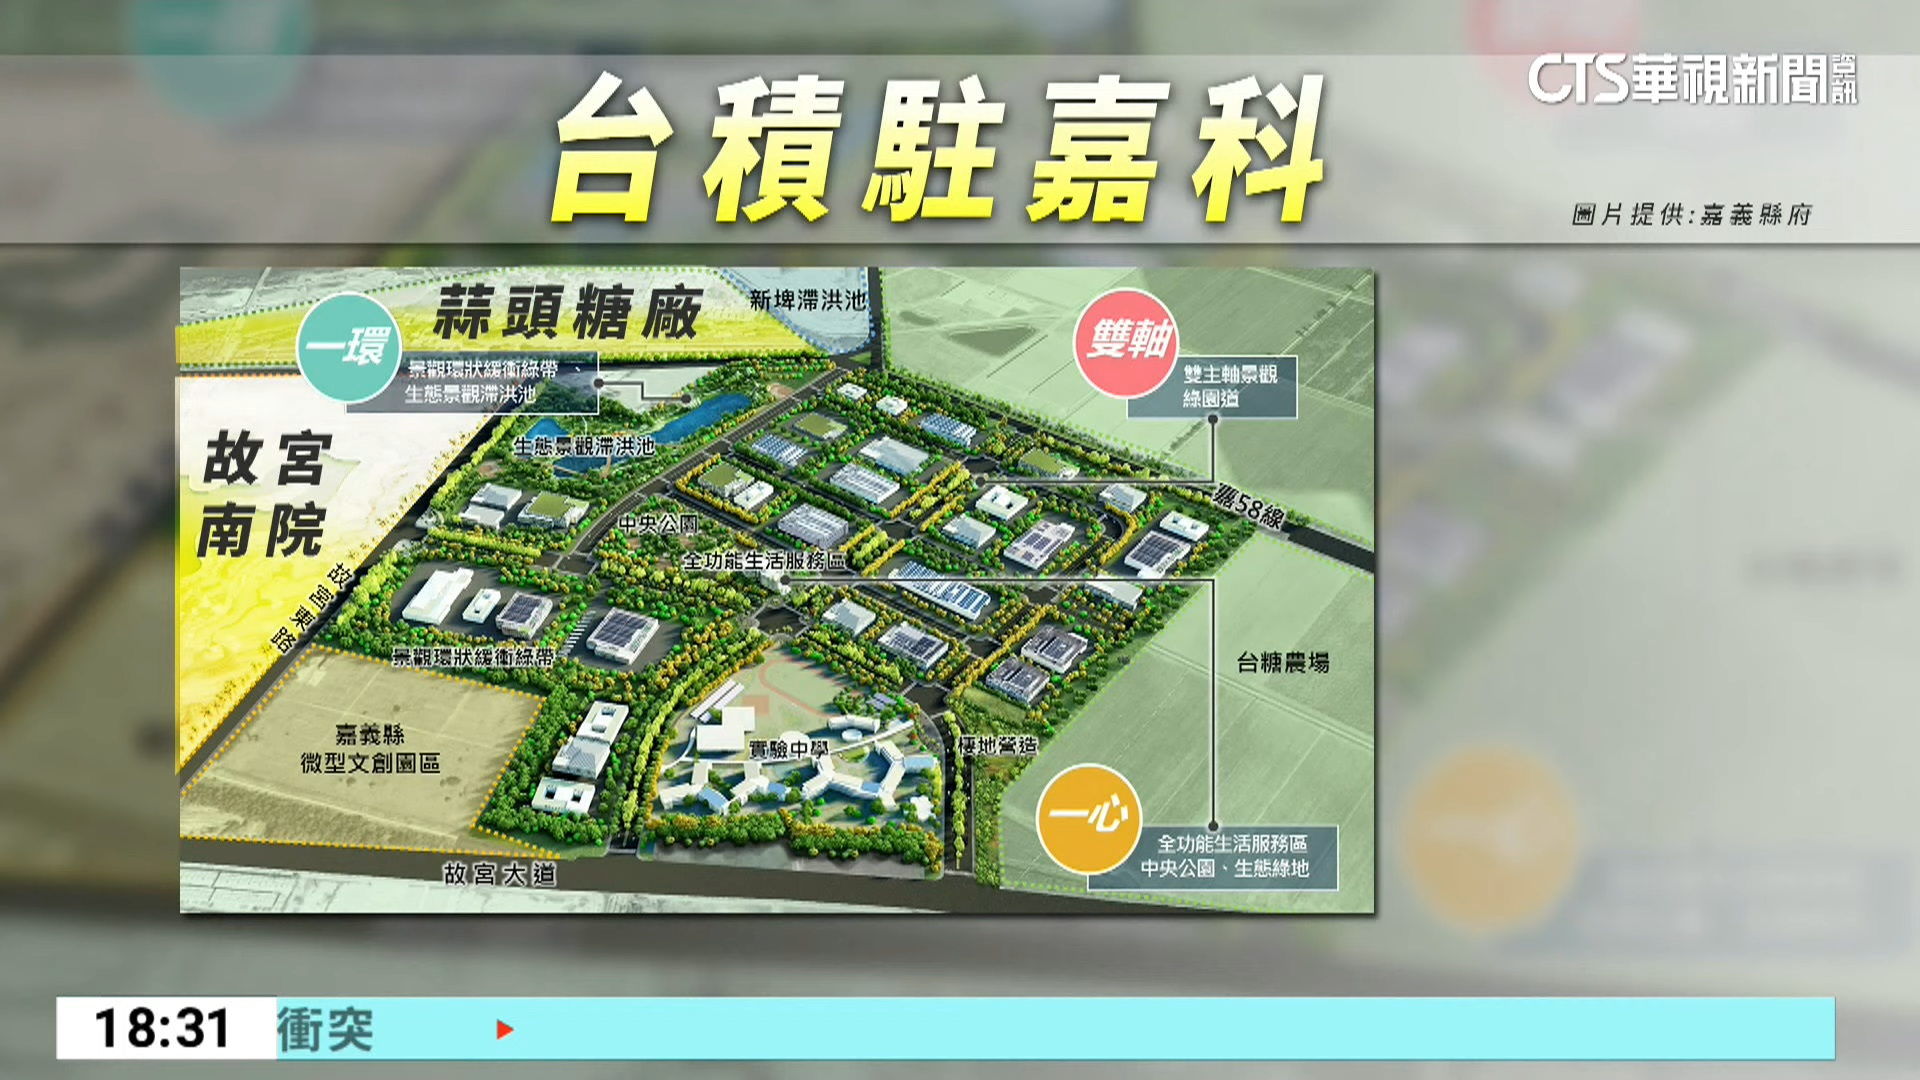 CTS華視新聞資訊
台積駐嘉科
圖片提供:嘉義縣府
一環
蒜頭糖廠
新埤滯洪池
雙軸
景觀環狀緩衝綠帶、
生態景觀滯洪池
雙主軸景觀
綠園道
故宮
南院
生態景觀滯洪池
中央公園
嘉58線
全功能生活服務區
故宮東路
景觀環狀緩衝綠帶
台糖農場
嘉義縣
微型文創園區
實驗中學
棲地營造
一心
全功能生活服務區
中央公園、生態綠地
故宮大道
18:31
衝突